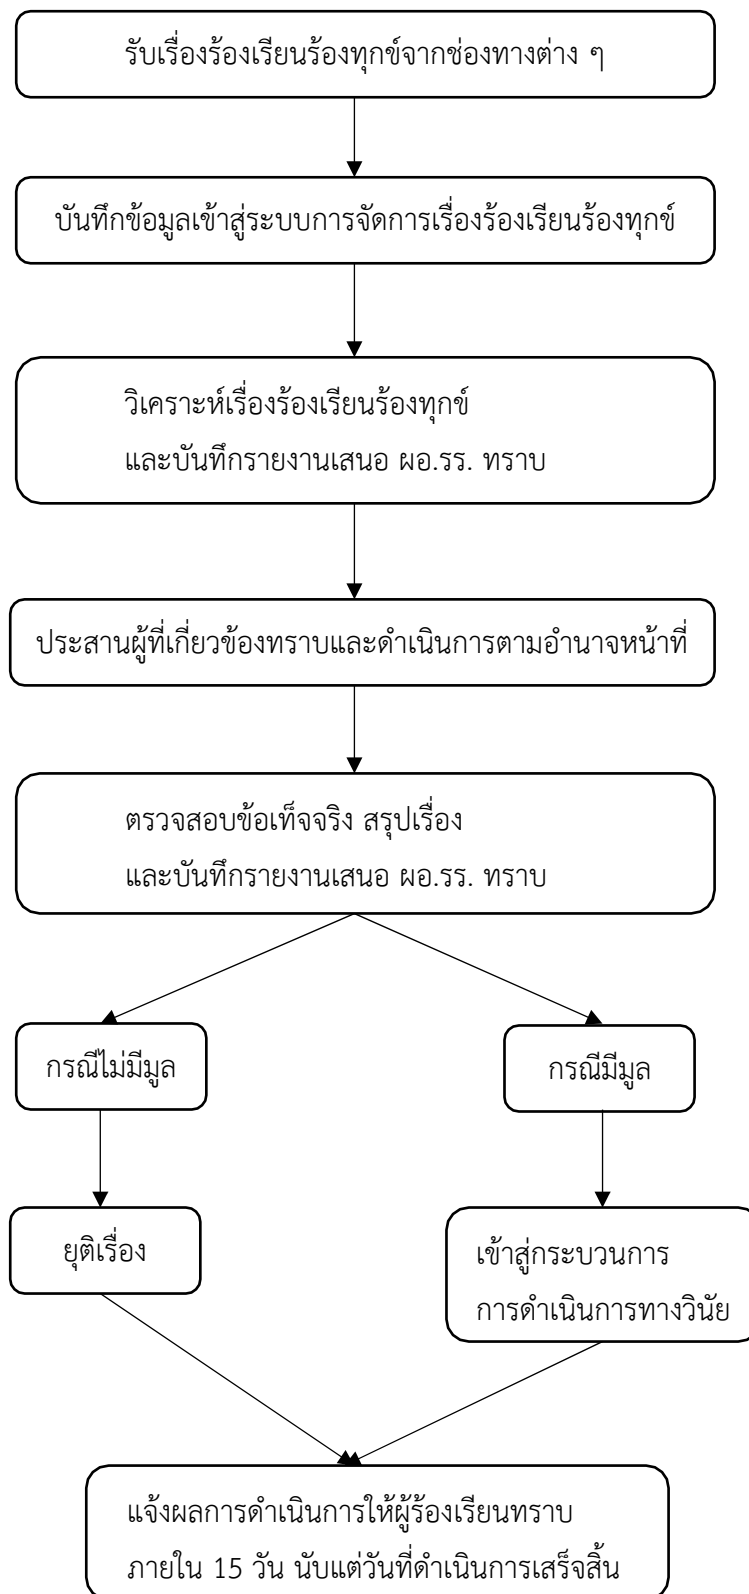 รับเรื่องร้องเรียนร้องทุกข์จากช่องทางต่าง ๆ
บันทึกข้อมูลเข้าสู่ระบบการจัดการเรื่องร้องเรียนร้องทุกข์
วิเคราะห์เรื่องร้องเรียนร้องทุกข์
และบันทึกรายงานเสนอ ผอ.รร. ทราบ
ประสานผู้ที่เกี่ยวข้องทราบและดำเนินการตามอำนาจหน้าที่
ตรวจสอบข้อเท็จจริง สรุปเรื่อง
และบันทึกรายงานเสนอ ผอ.รร. ทราบ
กรณีไม่มีมูล
กรณีมีมูล
ยุติเรื่อง
เข้าสู่กระบวนการ
การดำเนินการทางวินัย
แจ้งผลการดำเนินการให้ผู้ร้องเรียนทราบ
ภายใน 15 วัน นับแต่วันที่ดำเนินการเสร็จสิ้น